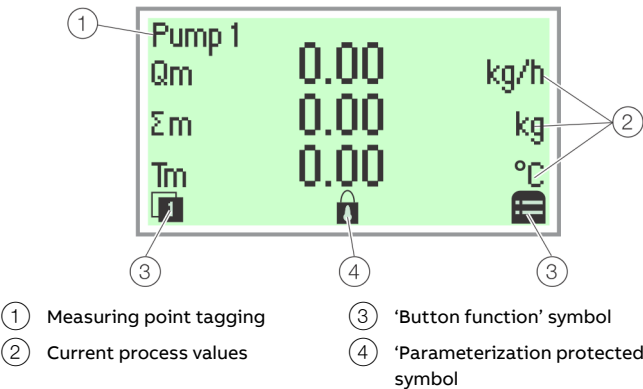 1
Pump 1
Qm 0.00 kg/h
Σm 0.00 kg
Tm 0.00 °C
2
1
3 4 3
1 Measuring point tagging
2 Current process values
3 ‘Button function’ symbol
4 ‘Parameterization protected
symbol